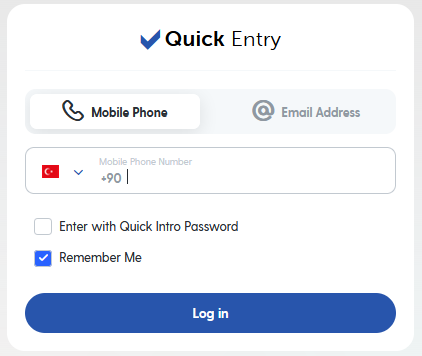 Quick Entry
Mobile Phone
Email Address
Mobile Phone Number
+90
Enter with Quick Intro Password
Remember Me
Log in